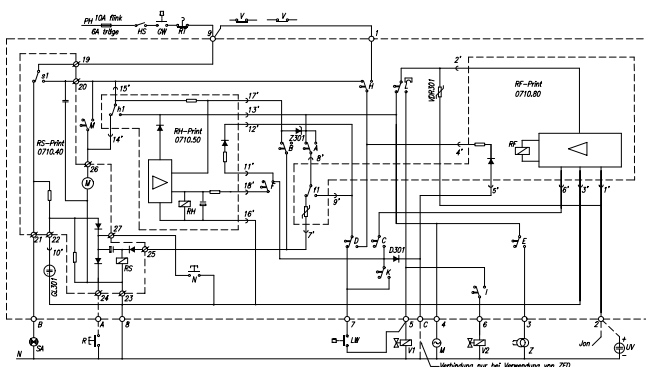 PH 10A flink
6A träge
HS
GW
RT
V
V
9
1
19
s1
20
15'
17'
H
L
2'
VDR301
RF-Print
0710.80
h1
13'
12'
Z301
RS-Print
0710.40
M
RH-Print
0710.50
14'
B
A
8'
4'
RF
26
11'
F
M
18'
f1
9'
5'
6'
3'
1'
RH
16'
7'
21
22
27
10'
25
D
C
D301
E
GL301
RS
N
K
I
24
23
B
A
8
7
5
C
4
6
3
2
SA
R
LW
V1
M
V2
Z
Jon
UV
N
Verbindung nur bei Verwendung von ZFD